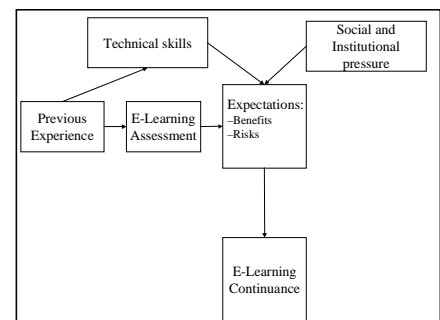 Technical skills
Social and
Institutional
pressure
Previous
Experience
E-Learning
Assessment
Expectations:
–Benefits
–Risks
E-Learning
Continuance